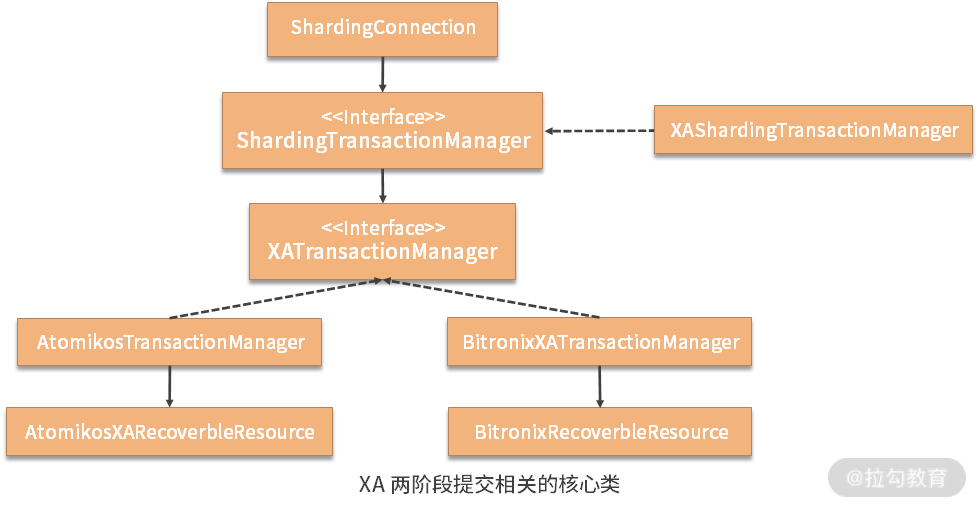 ShardingConnection
<<Interface>>
ShardingTransactionManager
XAShardingTransactionManager
<<Interface>>
XATransactionManager
AtomikosTransactionManager
BitronixXATransactionManager
AtomikosXARecoverbleResource
BitronixRecoverbleResource
XA 两阶段提交相关的核心类
@拉勾教育